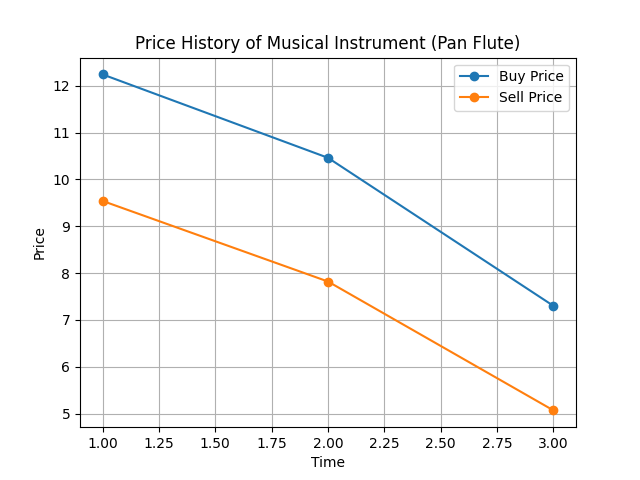 Price History of Musical Instrument (Pan Flute)
Buy Price
Sell Price
12
11
10
9
8
7
6
5
Price
1.00 1.25 1.50 1.75 2.00 2.25 2.50 2.75 3.00
Time